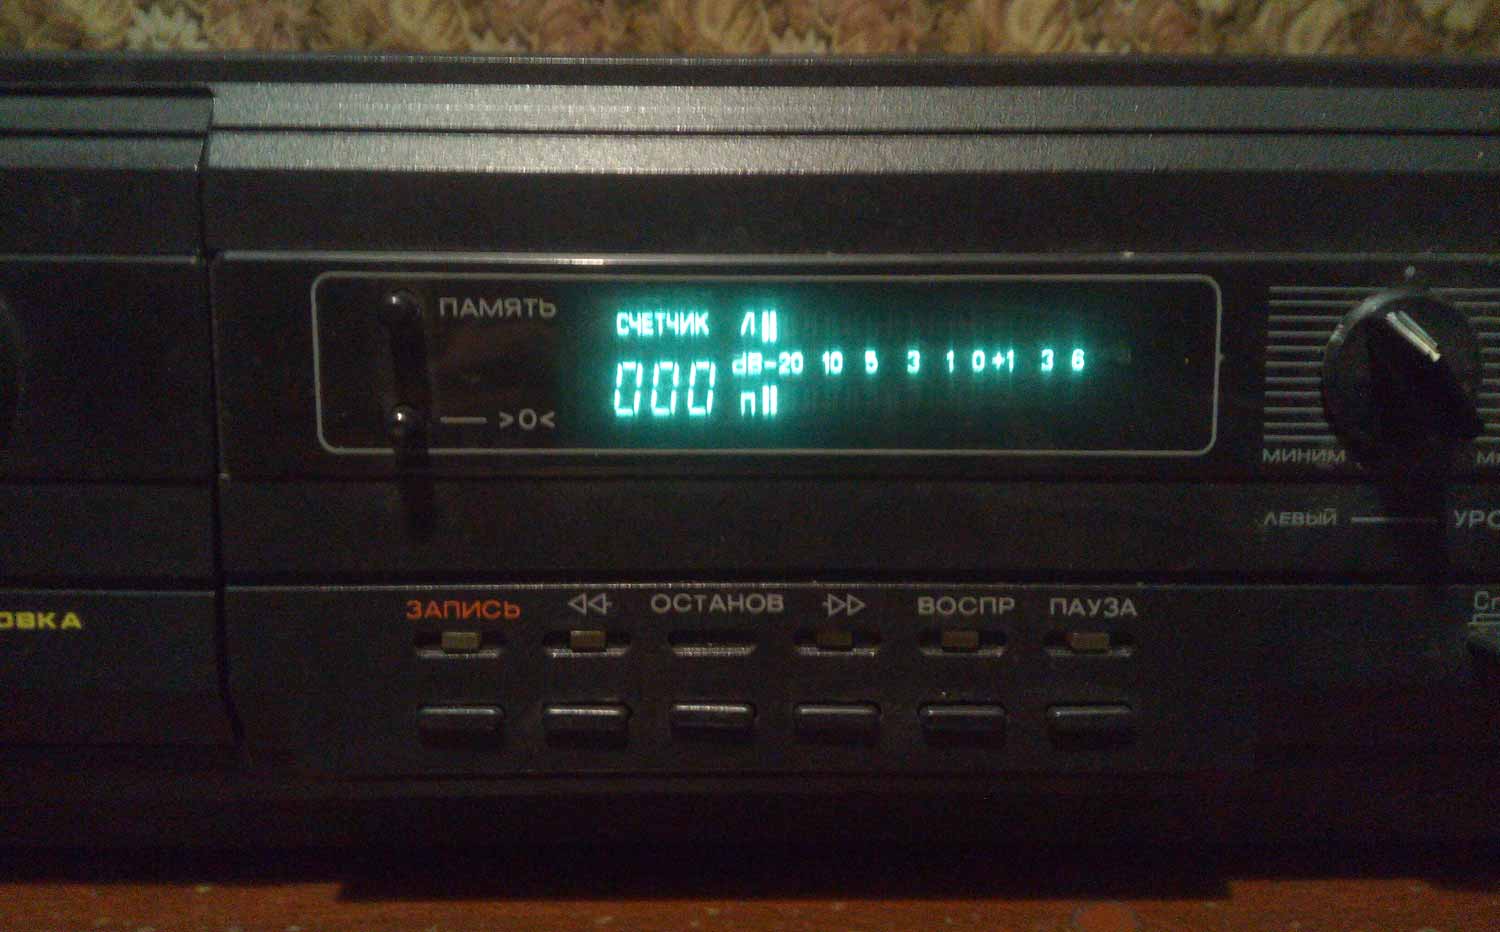 ПАМЯТЬ
СЧЕТЧИК Л
dB-20 10 5 3 1 0 +1 3 6
000 П
>0<
МИНИМ
ЛЕВЫЙ
ЗАПИСЬ ОСТАНОВ ВОСПР ПАУЗА